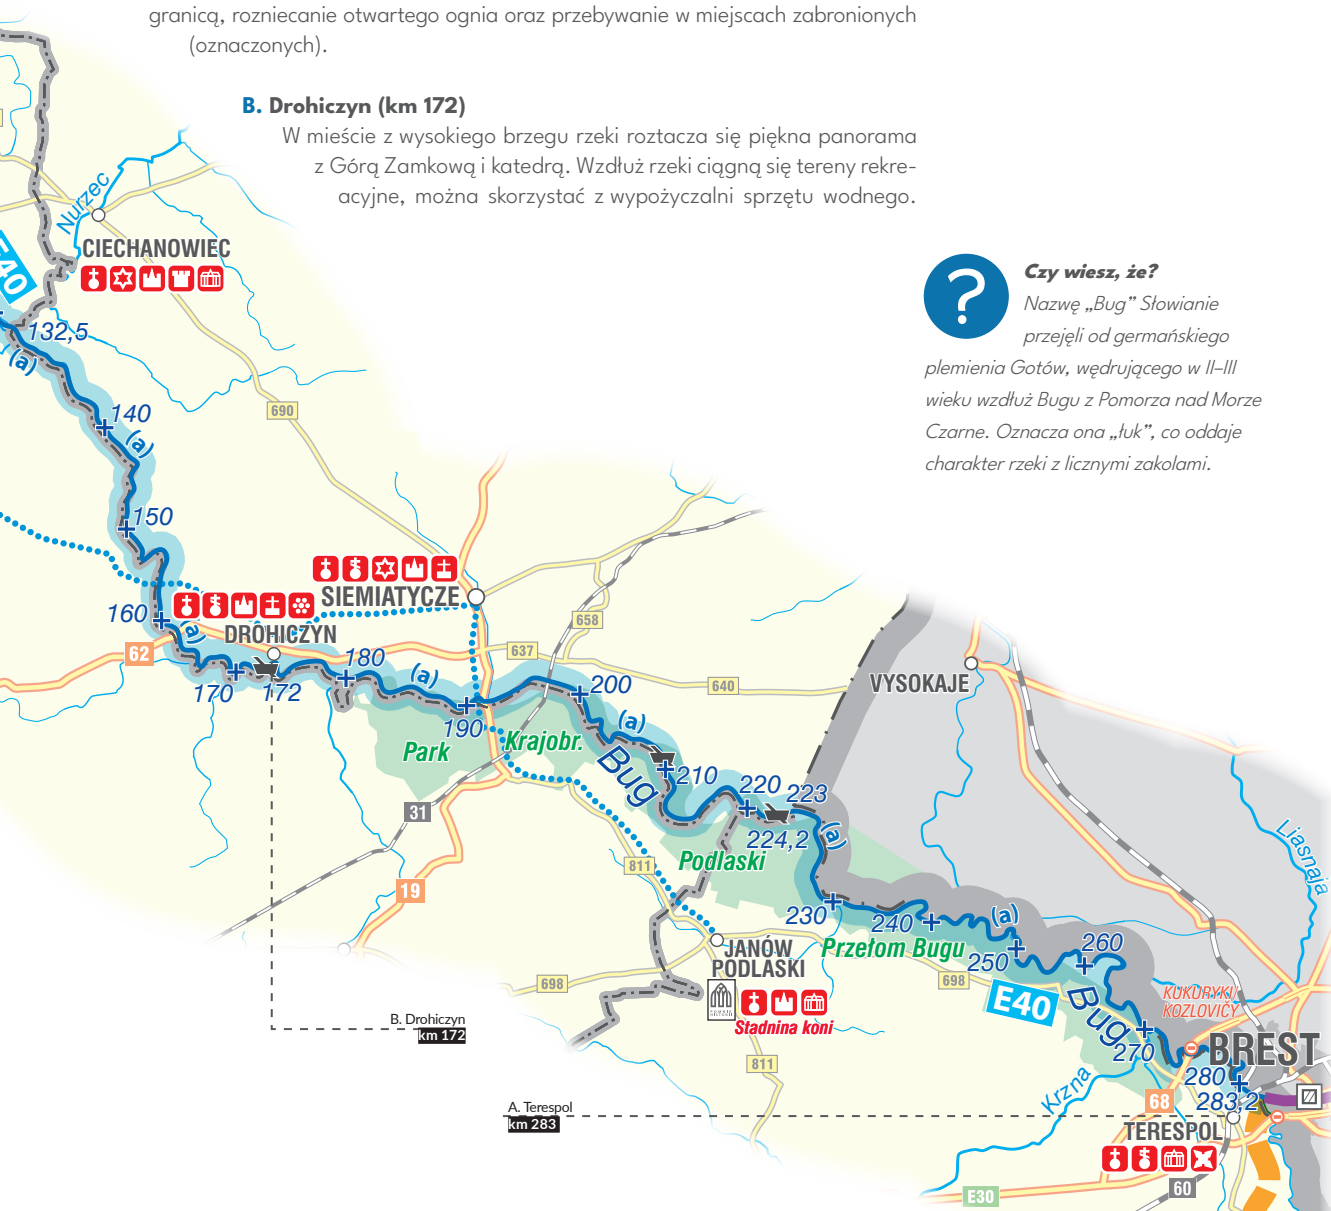 granicą, rozniecanie otwartego ognia oraz przebywanie w miejscach zabronionych
(oznaczonych).
B. Drohiczyn (km 172)
W mieście z wysokiego brzegu rzeki roztacza się piękna panorama
z Górą Zamkową i katedrą. Wzdłuż rzeki ciągną się tereny rekre-
acyjne, można skorzystać z wypożyczalni sprzętu wodnego.
?
Czy wiesz, że?
Nazwę „Bug” Słowianie
przejęli od germańskiego
plemienia Gotów, wędrującego w II–III
wieku wzdłuż Bugu z Pomorza nad Morze
Czarne. Oznacza ona „łuk”, co oddaje
charakter rzeki z licznymi zakolami.
Nurzec
CIECHANOWIEC
E40
132,5
(a)
140
(a)
690
150
SIEMIATYCZE
160
(a)
DROHICZYN
62
170
172
180
(a)
190
637
658
640
200
(a)
VYSOKAJE
Park
Krajobr.
Bug
210
220
223
224,2
(a)
31
Podlaski
811
19
230
240
(a)
Przełom Bugu
250
260
Liasnaja
JANÓW
PODLASKI
698
698
Stadnina koni
E40
Bug
KUKURYKI/
KOZLOVIČY
270
BREST
B. Drohiczyn
km 172
811
280
Krzna
68
283,2
A. Terespol
km 283
TERESPOL
60
E30